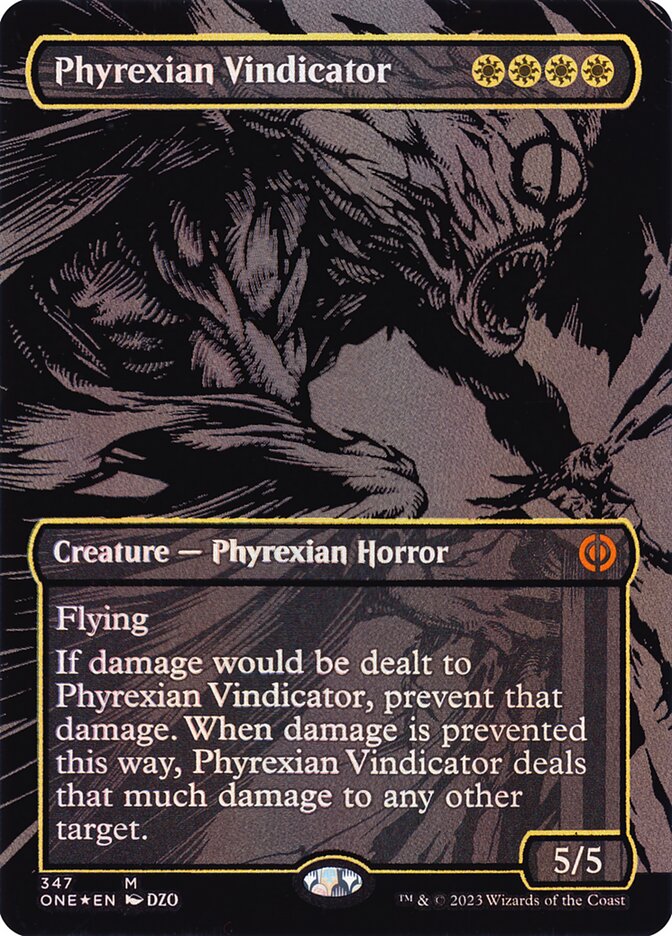 Phyrexian Vindicator
Creature — Phyrexian Horror
Flying
If damage would be dealt to
Phyrexian Vindicator, prevent that
damage. When damage is prevented
this way, Phyrexian Vindicator deals
that much damage to any other
target.
5/5
347 M
ONE★EN DZO
™ & © 2023 Wizards of the Coast